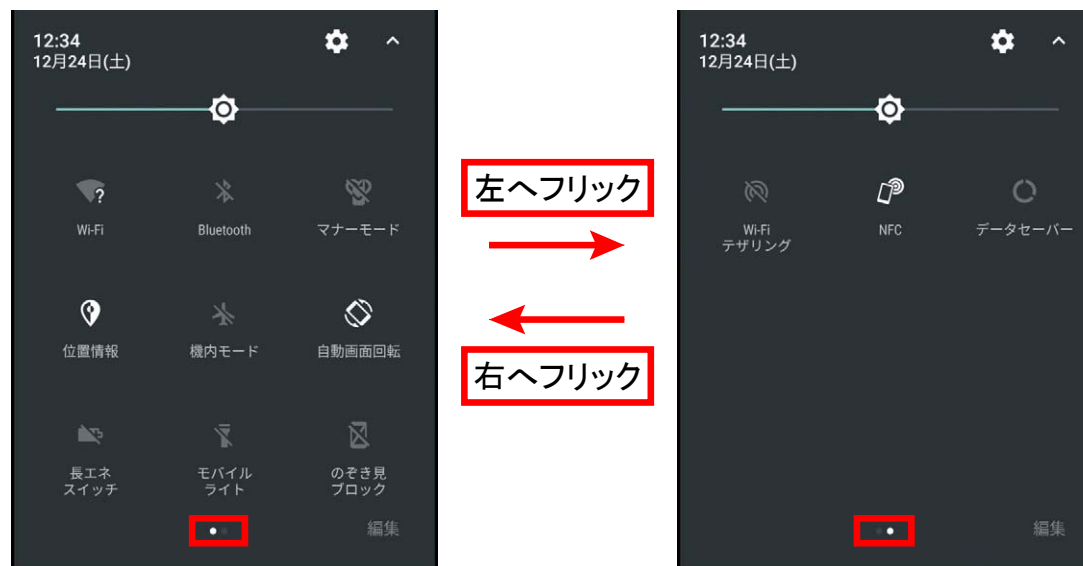 12:34
12月24日(土)
?
Wi-Fi
Bluetooth
マナーモード
位置情報
機内モード
自動画面回転
長エネ
スイッチ
モバイル
ライト
のぞき見
ブロック
編集
左へフリック
右へフリック
12:34
12月24日(土)
Wi-Fi
テザリング
NFC
データセーバー
編集